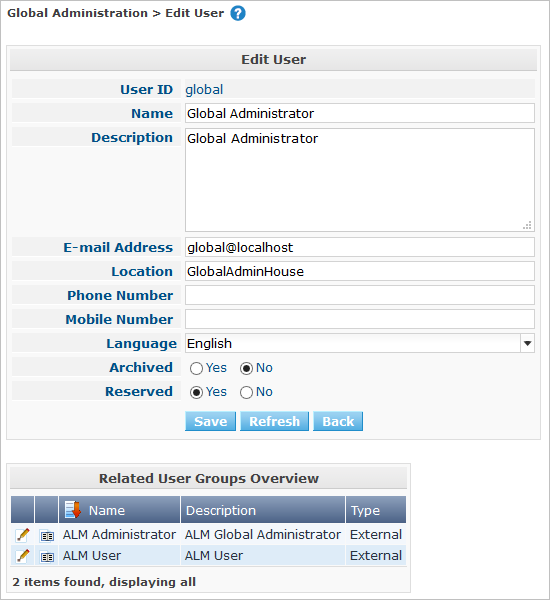 Global Administration > Edit User ?
Edit User
User ID global
Name Global Administrator
Description Global Administrator
E-mail Address global@localhost
Location GlobalAdminHouse
Phone Number
Mobile Number
Language English
Archived Yes No
Reserved Yes No
Save Refresh Back
Related User Groups Overview
Name Description Type
ALM Administrator ALM Global Administrator External
ALM User ALM User External
2 items found, displaying all